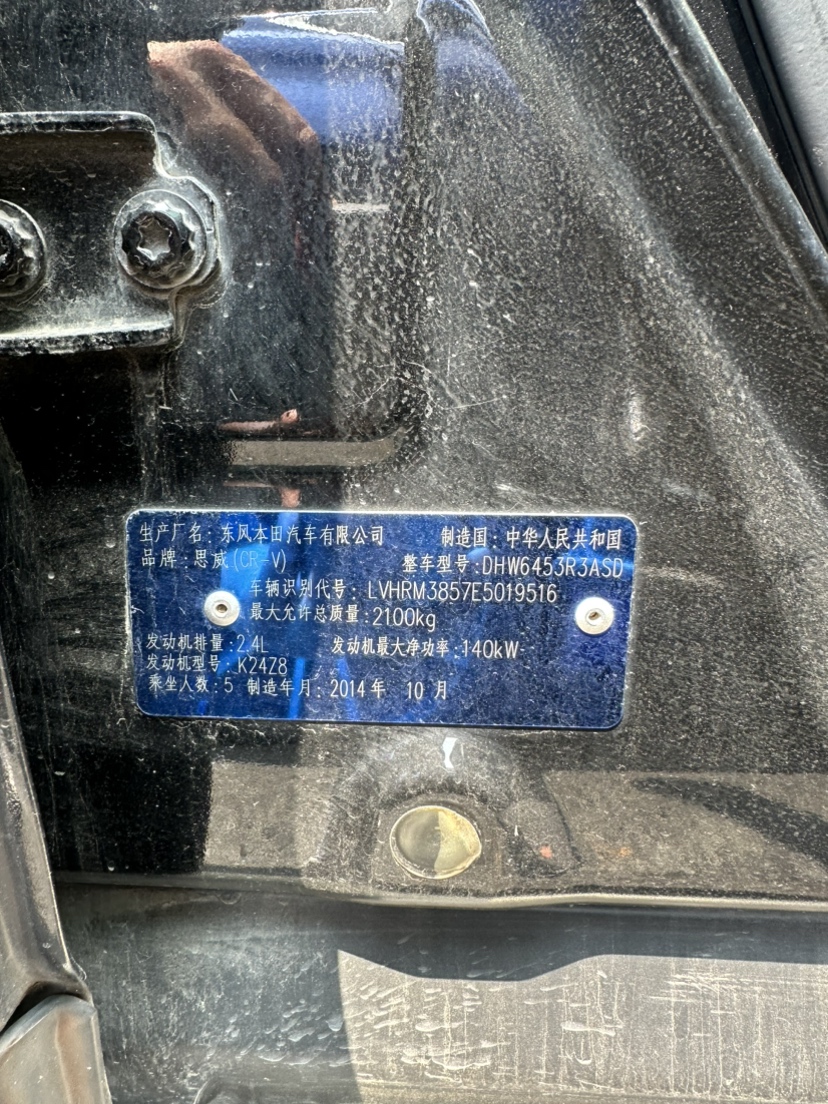 生产厂名：东风本田汽车有限公司 制造国：中华人民共和国
品牌：思威(CR-V) 整车型号：DHW6453R3ASD
车辆识别代号：LVHRM3857E5019516
最大允许总质量：2100kg
发动机排量：2.4L 发动机最大净功率：140kW
发动机型号：K24Z8
乘坐人数：5 制造年月：2014年 10月